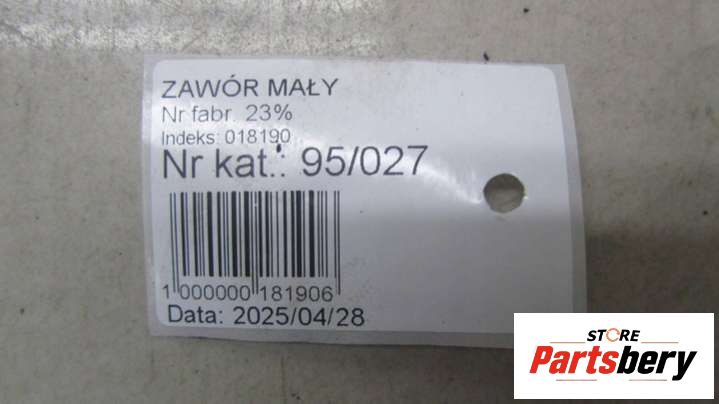 ZAWÓR MAŁY
Nr fabr. 23%
Indeks: 018190
Nr kat.: 95/027
1 000000 181906
Data: 2025/04/28
STORE
Partsbery